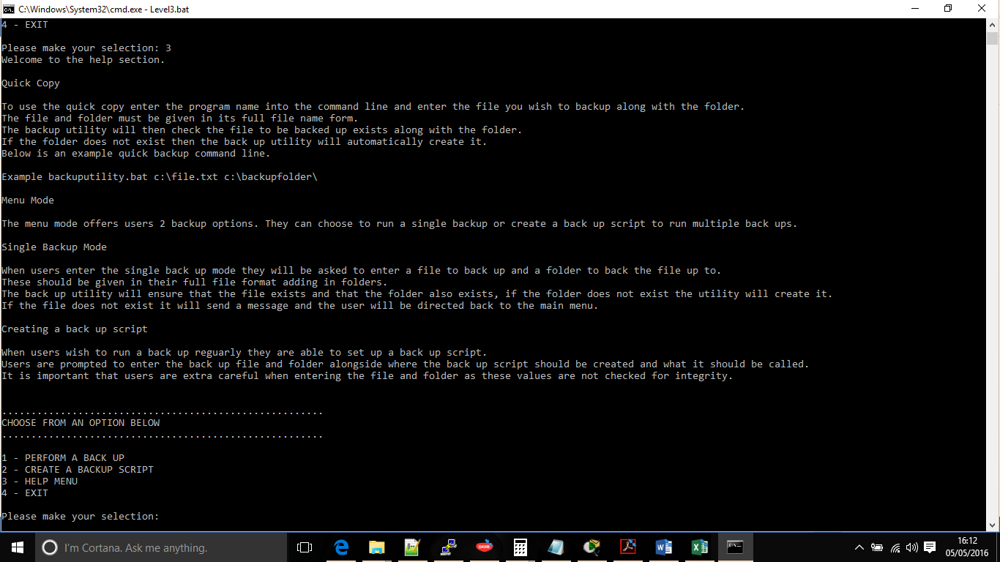 C:\Windows\System32\cmd.exe - Level3.bat
4 - EXIT
Please make your selection: 3
Welcome to the help section.
Quick Copy
To use the quick copy enter the program name into the command line and enter the file you wish to backup along with the folder.
The file and folder must be given in its full file name form.
The backup utility will then check the file to be backed up exists along with the folder.
If the folder does not exist then the back up utility will automatically create it.
Below is an example quick backup command line.
Example backuputility.bat c:\file.txt c:\backupfolder\
Menu Mode
The menu mode offers users 2 backup options. They can choose to run a single backup or create a back up script to run multiple back ups.
Single Backup Mode
When users enter the single back up mode they will be asked to enter a file to back up and a folder to back the file up to.
These should be given in their full file format adding in folders.
The back up utility will ensure that the file exists and that the folder also exists, if the folder does not exist the utility will create it.
If the file does not exist it will send a message and the user will be directed back to the main menu.
Creating a back up script
When users wish to run a back up reguarly they are able to set up a back up script.
Users are prompted to enter the back up file and folder alongside where the back up script should be created and what it should be called.
It is important that users are extra careful when entering the file and folder as these values are not checked for integrity.
.......................................................
CHOOSE FROM AN OPTION BELOW
.......................................................
1 - PERFORM A BACK UP
2 - CREATE A BACKUP SCRIPT
3 - HELP MENU
4 - EXIT
Please make your selection:
I'm Cortana. Ask me anything.
GAME
16:12
05/05/2016